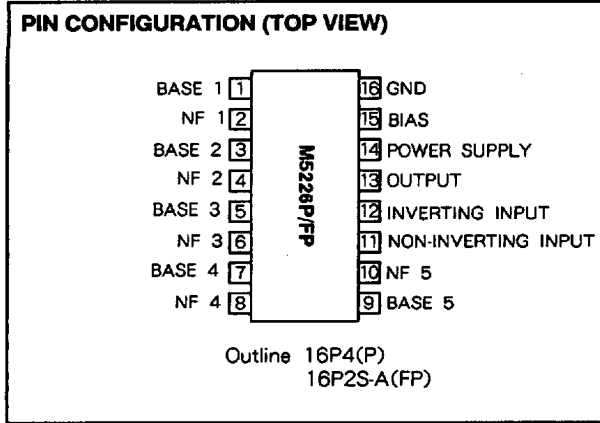 PIN CONFIGURATION (TOP VIEW)
BASE 1 1
NF 1 2
BASE 2 3
NF 2 4
BASE 3 5
NF 3 6
BASE 4 7
NF 4 8
M5226P/FP
16 GND
15 BIAS
14 POWER SUPPLY
13 OUTPUT
12 INVERTING INPUT
11 NON-INVERTING INPUT
10 NF 5
9 BASE 5
Outline 16P4(P)
16P2S-A(FP)